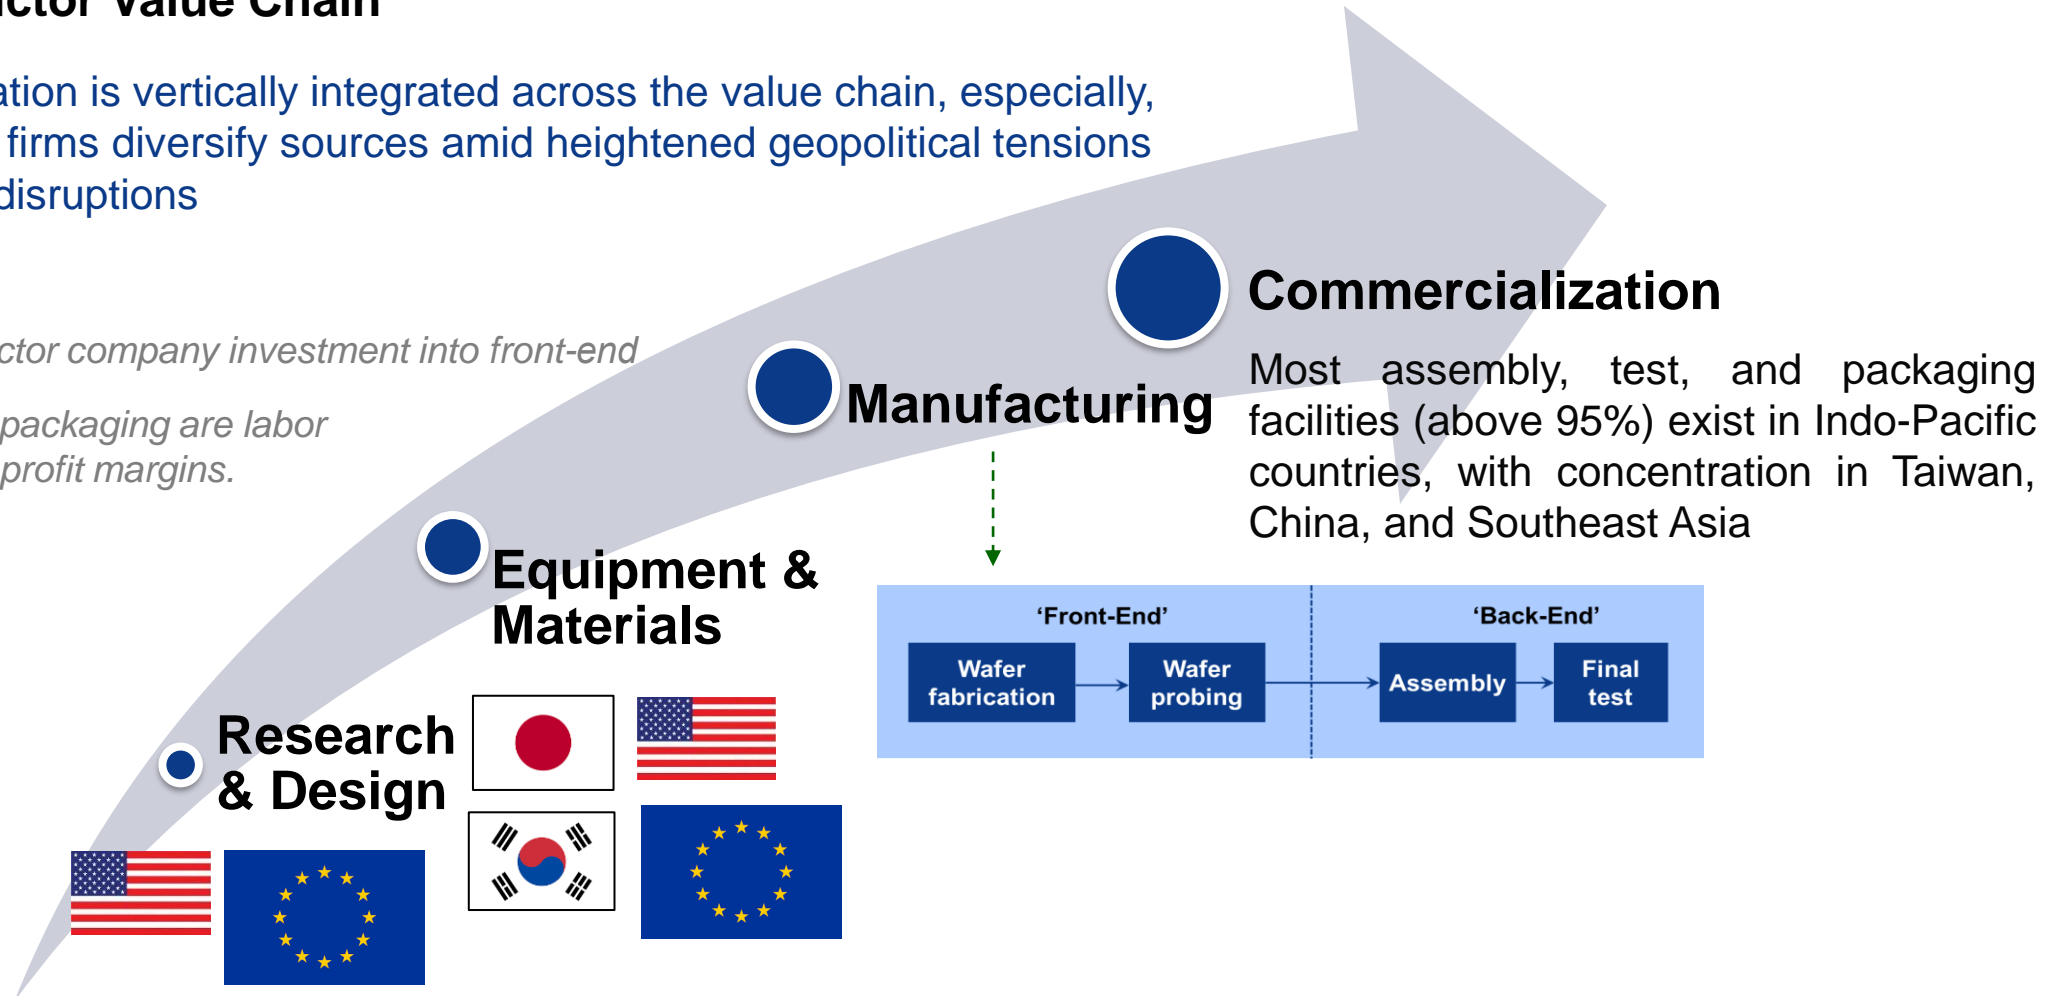 ctor Value Chain
ation is vertically integrated across the value chain, especially,
firms diversify sources amid heightened geopolitical tensions
disruptions
ctor company investment into front-end
packaging are labor
profit margins.
Commercialization
Most assembly, test, and packaging
facilities (above 95%) exist in Indo-Pacific
countries, with concentration in Taiwan,
China, and Southeast Asia
Manufacturing
Equipment &
Materials
Research
& Design
‘Front-End’
‘Back-End’
Wafer
fabrication
Wafer
probing
Assembly
Final
test